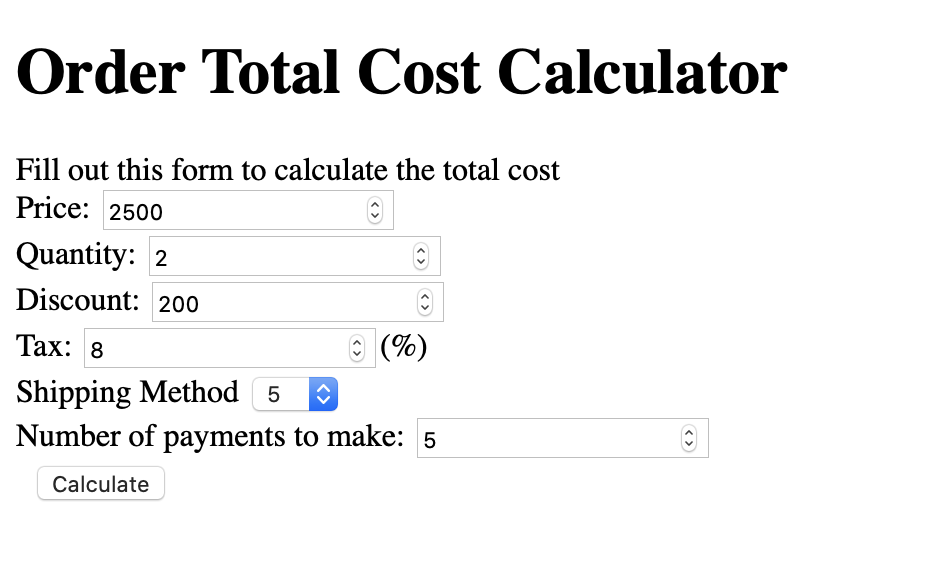 Order Total Cost Calculator
Fill out this form to calculate the total cost
Price: 2500
Quantity: 2
Discount: 200
Tax: 8 (%)
Shipping Method 5
Number of payments to make: 5
Calculate